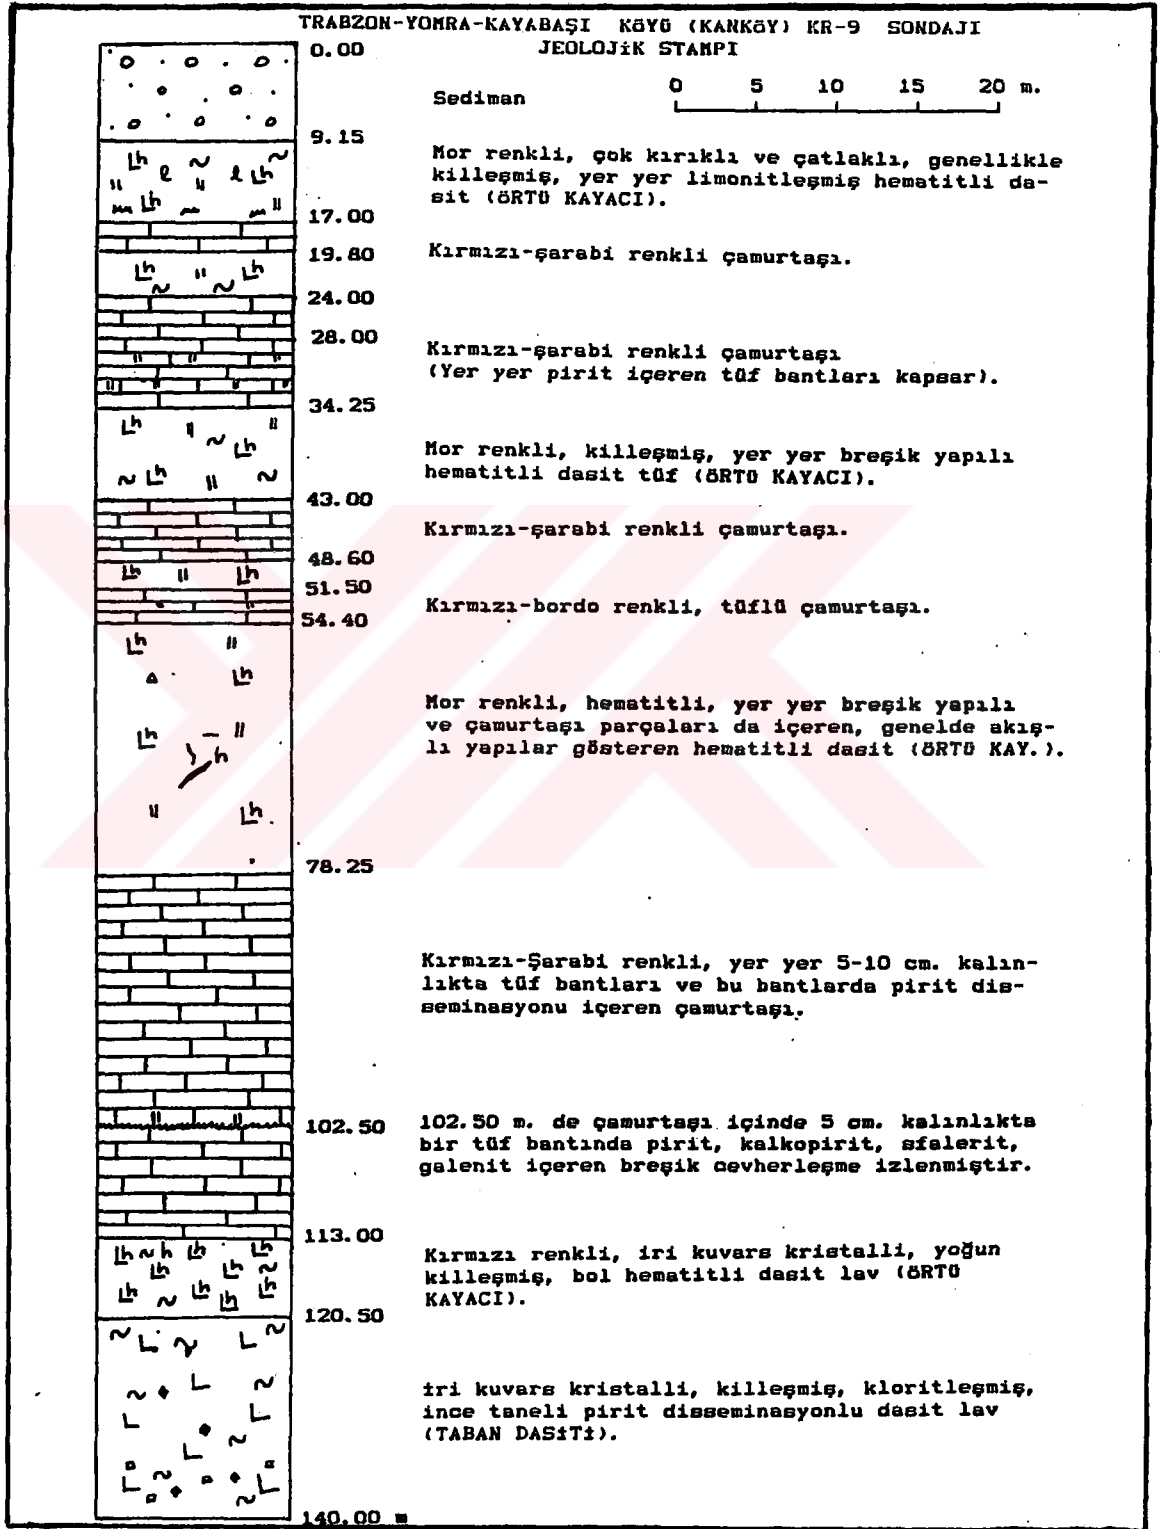 TRABZON-YOMRA-KAYABAŞI KÖYÜ (KANKÖY) KR-9 SONDAJI
JEOLOJİK STAMPI
0.00
0 5 10 15 20 m.
Sediman
9.15
Mor renkli, çok kırıklı ve çatlaklı, genellikle
killeşmiş, yer yer limonitleşmiş hematitli da-
sit (ÖRTÜ KAYACI).
17.00
19.80
Kırmızı-şarabi renkli çamurtaşı.
24.00
28.00
Kırmızı-şarabi renkli çamurtaşı
(Yer yer pirit içeren tüf bantları kapsar).
34.25
Mor renkli, killeşmiş, yer yer breşik yapılı
hematitli dasit tüf (ÖRTÜ KAYACI).
43.00
Kırmızı-şarabi renkli çamurtaşı.
48.60
51.50
Kırmızı-bordo renkli, tüflü çamurtaşı.
54.40
Mor renkli, hematitli, yer yer breşik yapılı
ve çamurtaşı parçaları da içeren, genelde akış-
lı yapılar gösteren hematitli dasit (ÖRTÜ KAY.).
78.25
Kırmızı-Şarabi renkli, yer yer 5-10 cm. kalın-
lıkta tüf bantları ve bu bantlarda pirit dis-
seminasyonu içeren çamurtaşı.
102.50
102.50 m. de çamurtaşı içinde 5 cm. kalınlıkta
bir tüf bantında pirit, kalkopirit, sfalerit,
galenit içeren breşik cevherleşme izlenmiştir.
113.00
Kırmızı renkli, iri kuvars kristalli, yoğun
killeşmiş, bol hematitli dasit lav (ÖRTÜ
KAYACI).
120.50
İri kuvars kristalli, killeşmiş, kloritleşmiş,
ince taneli pirit disseminasyonlu dasit lav
(TABAN DASİTİ).
140.00 m